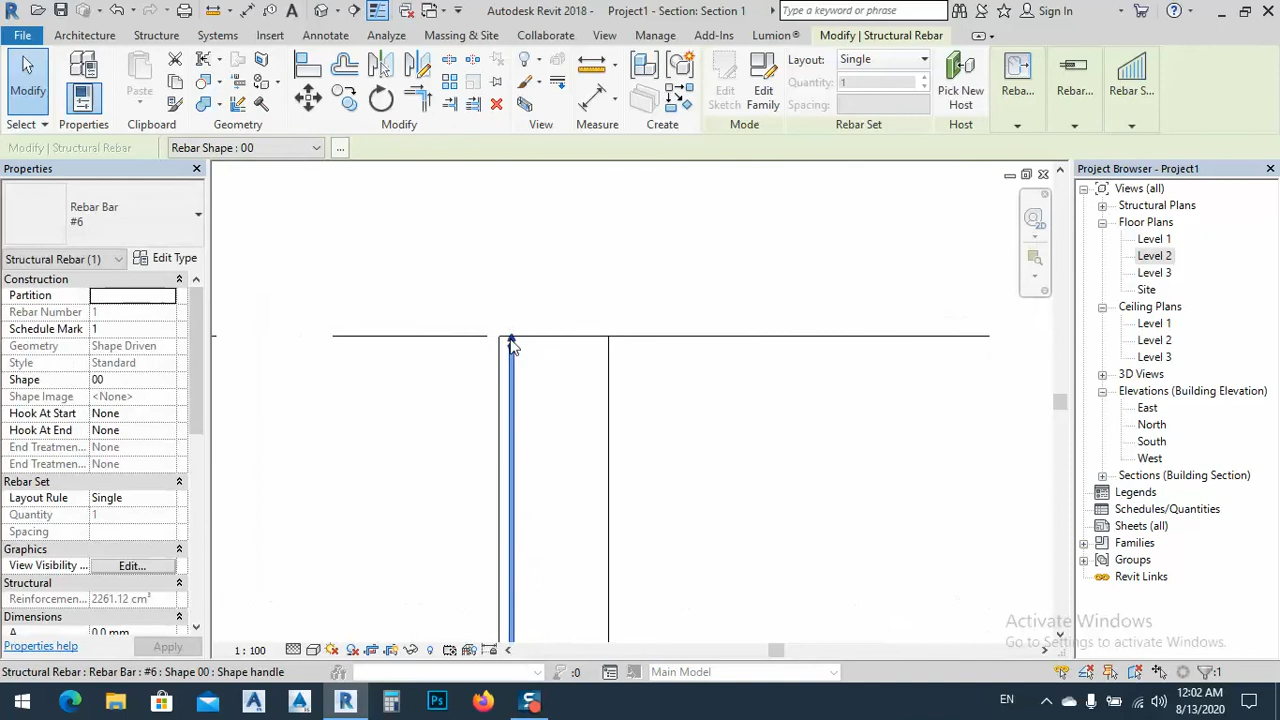 Autodesk Revit 2018 - Project1 - Section: Section 1
Type a keyword or phrase
Sign In
File Architecture Structure Systems Insert Annotate Analyze Massing & Site Collaborate View Manage Add-Ins Lumion® Modify | Structural Rebar
Modify
Properties
Paste
Edit Sketch
Edit Family
Layout: Single
Quantity: 1
Spacing:
Pick New Host
Reba...
Rebar...
Rebar S...
Select Properties Clipboard Geometry Modify View Measure Create Mode Rebar Set Host
Modify | Structural Rebar
Rebar Shape : 00
...
Properties
Rebar Bar
#6
Structural Rebar (1)
Edit Type
Construction
Partition
Rebar Number 1
Schedule Mark 1
Geometry Shape Driven
Style Standard
Shape 00
Shape Image <None>
Hook At Start None
Hook At End None
End Treatmen... None
End Treatmen... None
Rebar Set
Layout Rule Single
Quantity 1
Spacing
Graphics
View Visibility ... Edit...
Structural
Reinforcemen... 2261.12 cm³
Dimensions
A 0.0 mm
Properties help
Apply
2D
Project Browser - Project1
Views (all)
Structural Plans
Floor Plans
Level 1
Level 2
Level 3
Site
Ceiling Plans
Level 1
Level 2
Level 3
3D Views
Elevations (Building Elevation)
East
North
South
West
Sections (Building Section)
Legends
Schedules/Quantities
Sheets (all)
Families
Groups
Revit Links
Activate Windows
Go to Settings to activate Windows.
1 : 100
Structural Rebar : Rebar Bar : #6 : Shape 00 : Shape handle
:0
Main Model
:1
EN
12:02 AM
8/13/2020